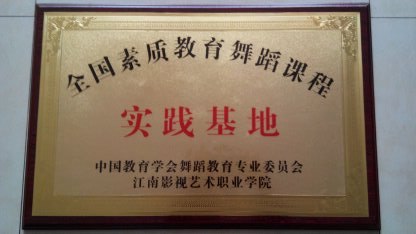 全国素质教育舞蹈课程
实践基地
中国教育学会舞蹈教育专业委员会
江南影视艺术职业学院